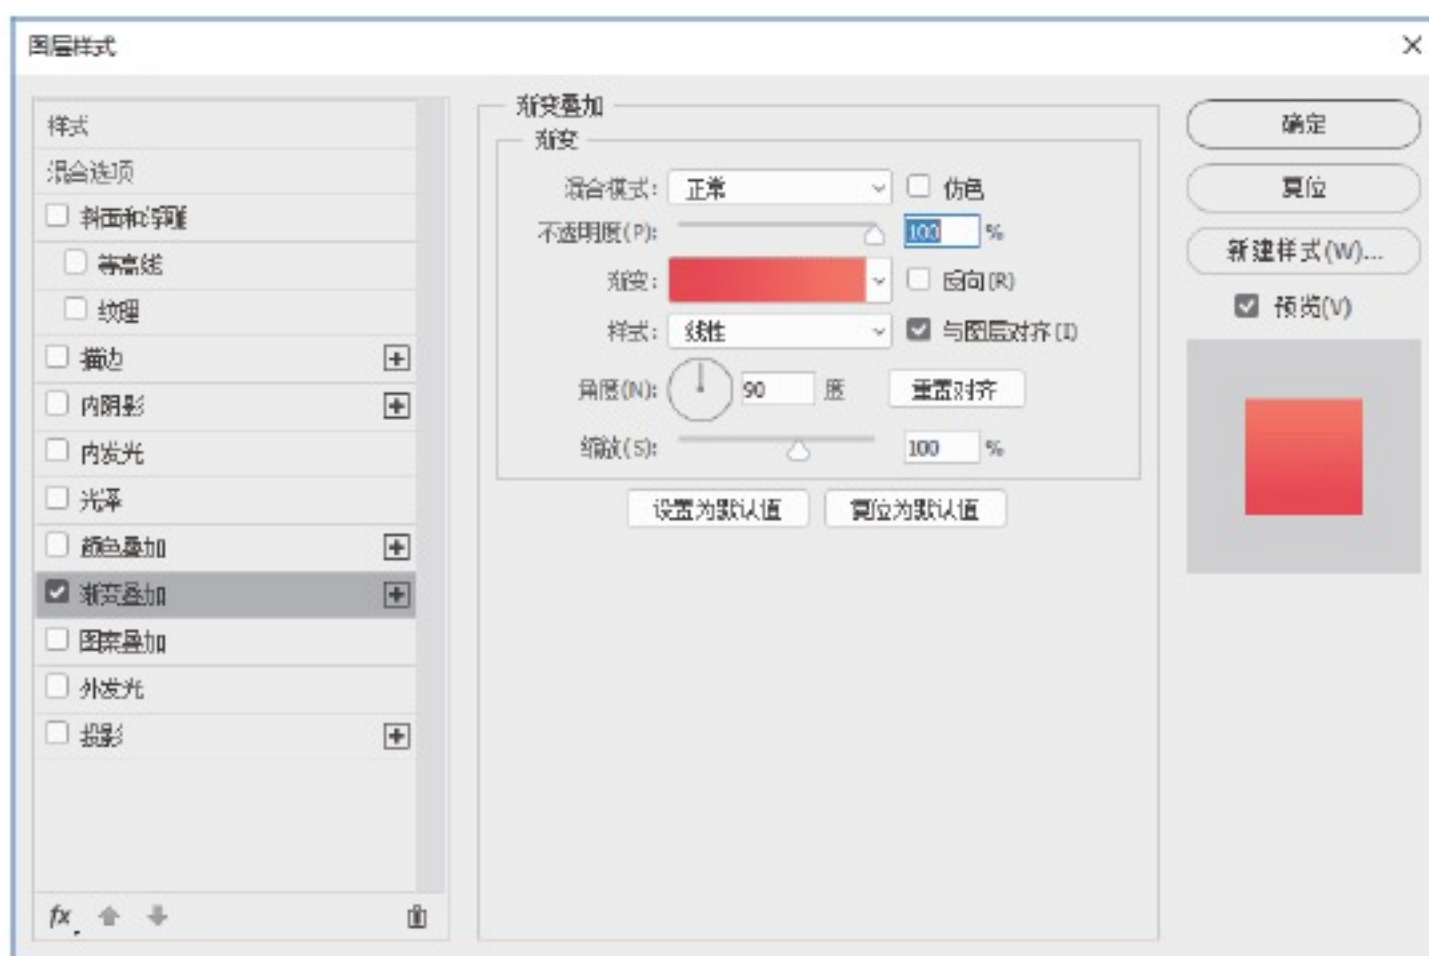 图层样式
样式
混合选项
斜面和浮雕
等高线
纹理
描边
内阴影
内发光
光泽
颜色叠加
渐变叠加
图案叠加
外发光
投影
fx
渐变叠加
渐变
混合模式: 正常 仿色
不透明度(P): 100 %
渐变: 反向(R)
样式: 线性 与图层对齐(I)
角度(N): 90 度 重置对齐
缩放(S): 100 %
设置为默认值 复位为默认值
确定
复位
新建样式(W)...
预览(V)